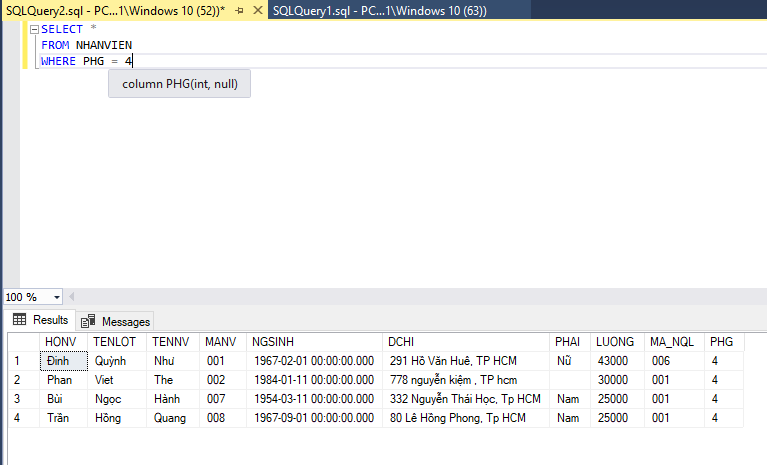 SQLQuery2.sql - PC...1\Windows 10 (52))* SQLQuery1.sql - PC...1\Windows 10 (63))
SELECT *
FROM NHANVIEN
WHERE PHG = 4
column PHG(int, null)
100 %
Results Messages
HONV TENLOT TENNV MANV NGSINH DCHI PHAI LUONG MA_NQL PHG
1 Đinh Quỳnh Như 001 1967-02-01 00:00:00.000 291 Hồ Văn Huê, TP HCM Nữ 43000 006 4
2 Phan Viet The 002 1984-01-11 00:00:00.000 778 nguyễn kiệm , TP hcm 30000 001 4
3 Bùi Ngọc Hành 007 1954-03-11 00:00:00.000 332 Nguyễn Thái Học, Tp HCM Nam 25000 001 4
4 Trần Hồng Quang 008 1967-09-01 00:00:00.000 80 Lê Hồng Phong, Tp HCM Nam 25000 001 4